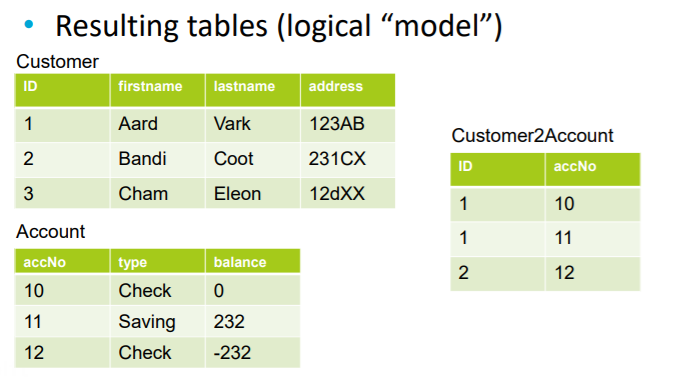 • Resulting tables (logical “model”)
Customer
ID firstname lastname address
1 Aard Vark 123AB
2 Bandi Coot 231CX
3 Cham Eleon 12dXX
Account
accNo type balance
10 Check 0
11 Saving 232
12 Check -232
Customer2Account
ID accNo
1 10
1 11
2 12